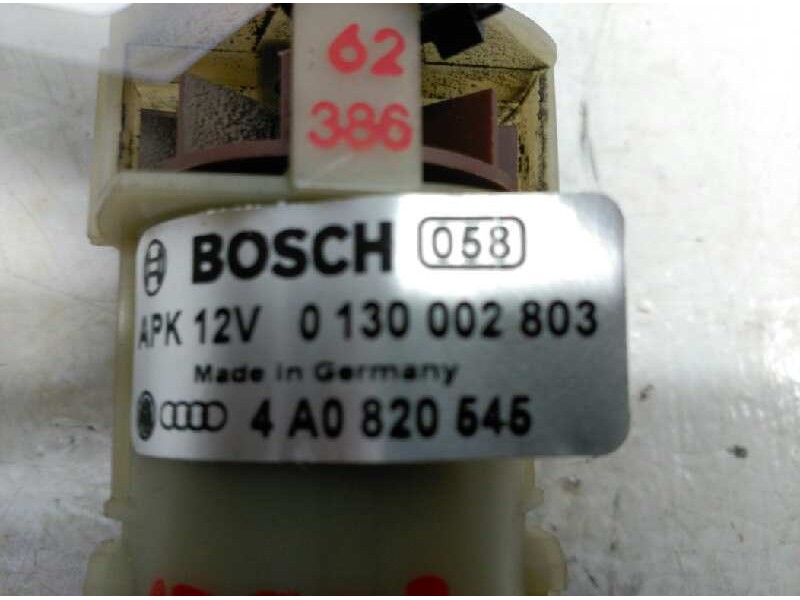 62
386
BOSCH 058
APK 12V 0 130 002 803
Made in Germany
4 A0 820 545